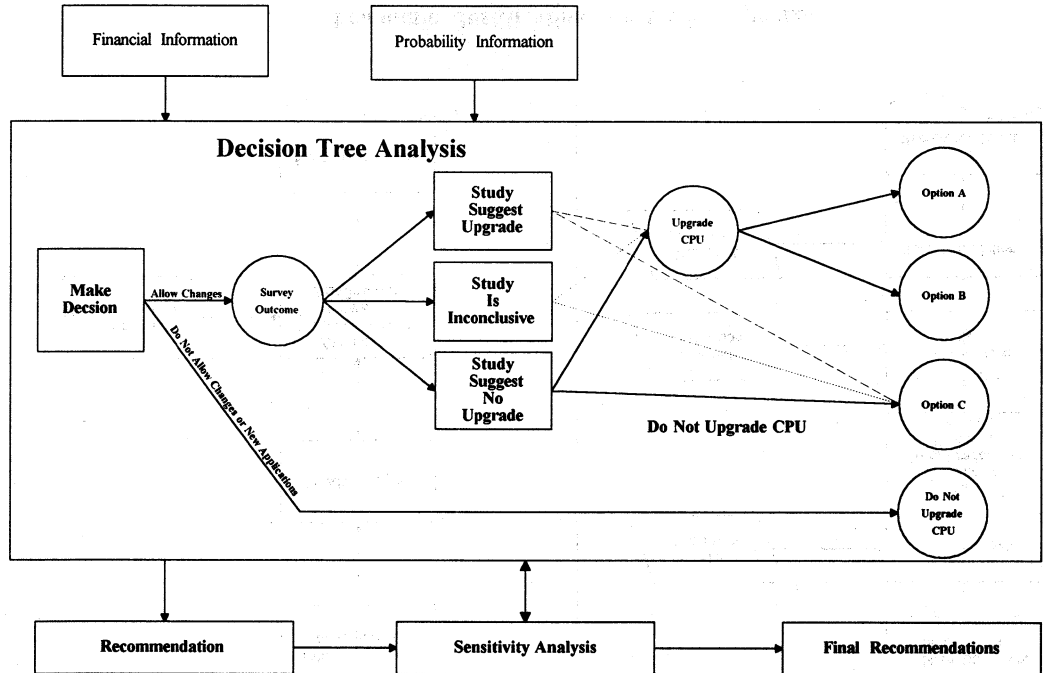 Financial Information
Probability Information
Decision Tree Analysis
Study
Suggest
Upgrade
Upgrade
CPU
Option A
Make
Decsion
Allow Changes
Survey
Outcome
Study
Is
Inconclusive
Option B
Do Not Allow Changes or New Applications
Study
Suggest
No
Upgrade
Do Not Upgrade CPU
Option C
Do Not
Upgrade
CPU
Recommendation
Sensitivity Analysis
Final Recommendations